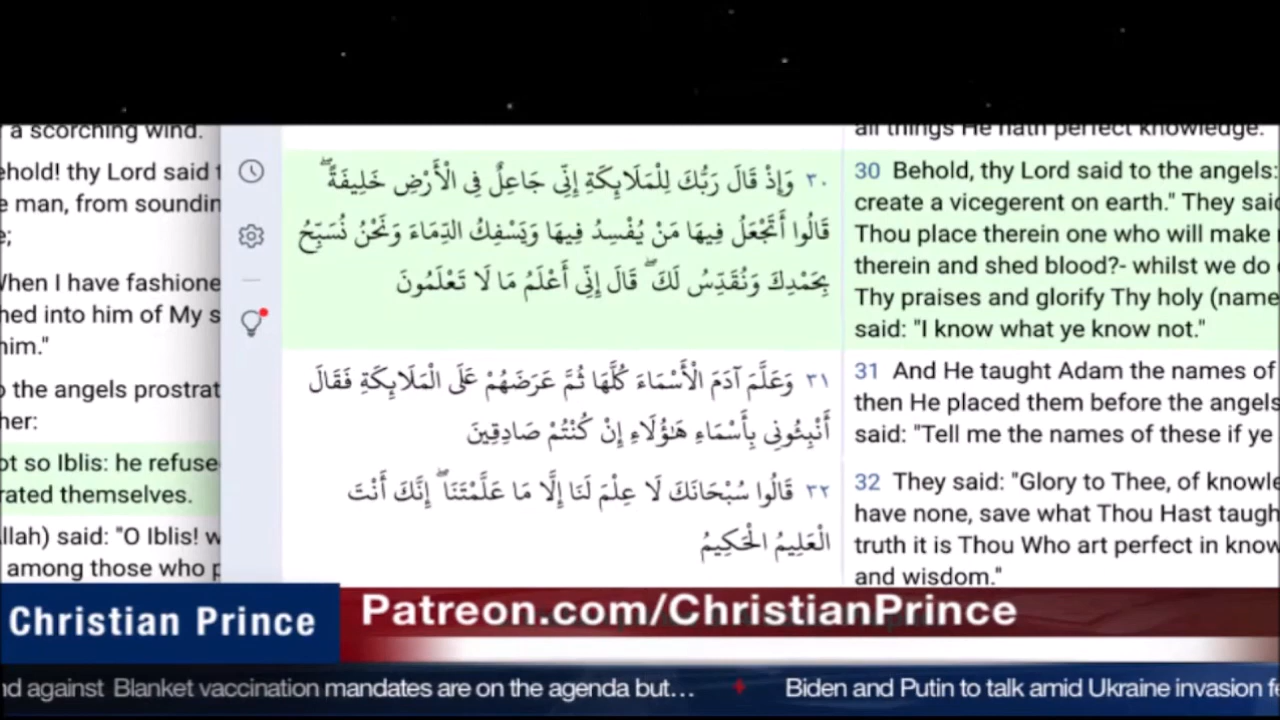 a scorching wind.
ehold! thy Lord said t
e man, from soundin
e;
When I have fashione
hed into him of My s
him."
o the angels prostrat
her:
ot so Iblis: he refuse
rated themselves.
llah) said: "O Iblis! w
among those who p
٣٠ وَإِذْ قَالَ رَبُّكَ لِلْمَلَايِكَةِ إِنِّي جَاعِلٌ فِي الْأَرْضِ خَلِيفَةً ۖ
قَالُوا أَتَجْعَلُ فِيهَا مَنْ يُفْسِدُ فِيهَا وَيَسْفِكُ الدِّمَاءَ وَنَحْنُ نُسَبِّحُ
بِحَمْدِكَ وَنُقَدِّسُ لَكَ ۖ قَالَ إِنِّي أَعْلَمُ مَا لَا تَعْلَمُونَ
٣١ وَعَلَّمَ آدَمَ الْأَسْمَاءَ كُلَّهَا ثُمَّ عَرَضَهُمْ عَلَى الْمَلَايِكَةِ فَقَالَ
أَنْبِئُونِي بِأَسْمَاءِ هَٰؤُلَاءِ إِنْ كُنْتُمْ صَادِقِينَ
٣٢ قَالُوا سُبْحَانَكَ لَا عِلْمَ لَنَا إِلَّا مَا عَلَّمْتَنَا ۖ إِنَّكَ أَنْتَ
الْعَلِيمُ الْحَكِيمُ
all things He hath perfect knowledge.
30 Behold, thy Lord said to the angels:
create a vicegerent on earth." They said
Thou place therein one who will make
therein and shed blood?- whilst we do
Thy praises and glorify Thy holy (name
said: "I know what ye know not."
31 And He taught Adam the names of
then He placed them before the angels
said: "Tell me the names of these if ye
32 They said: "Glory to Thee, of knowle
have none, save what Thou Hast taugh
truth it is Thou Who art perfect in know
and wisdom."
Christian Prince
Patreon.com/ChristianPrince
nd against Blanket vaccination mandates are on the agenda but... Biden and Putin to talk amid Ukraine invasion fe